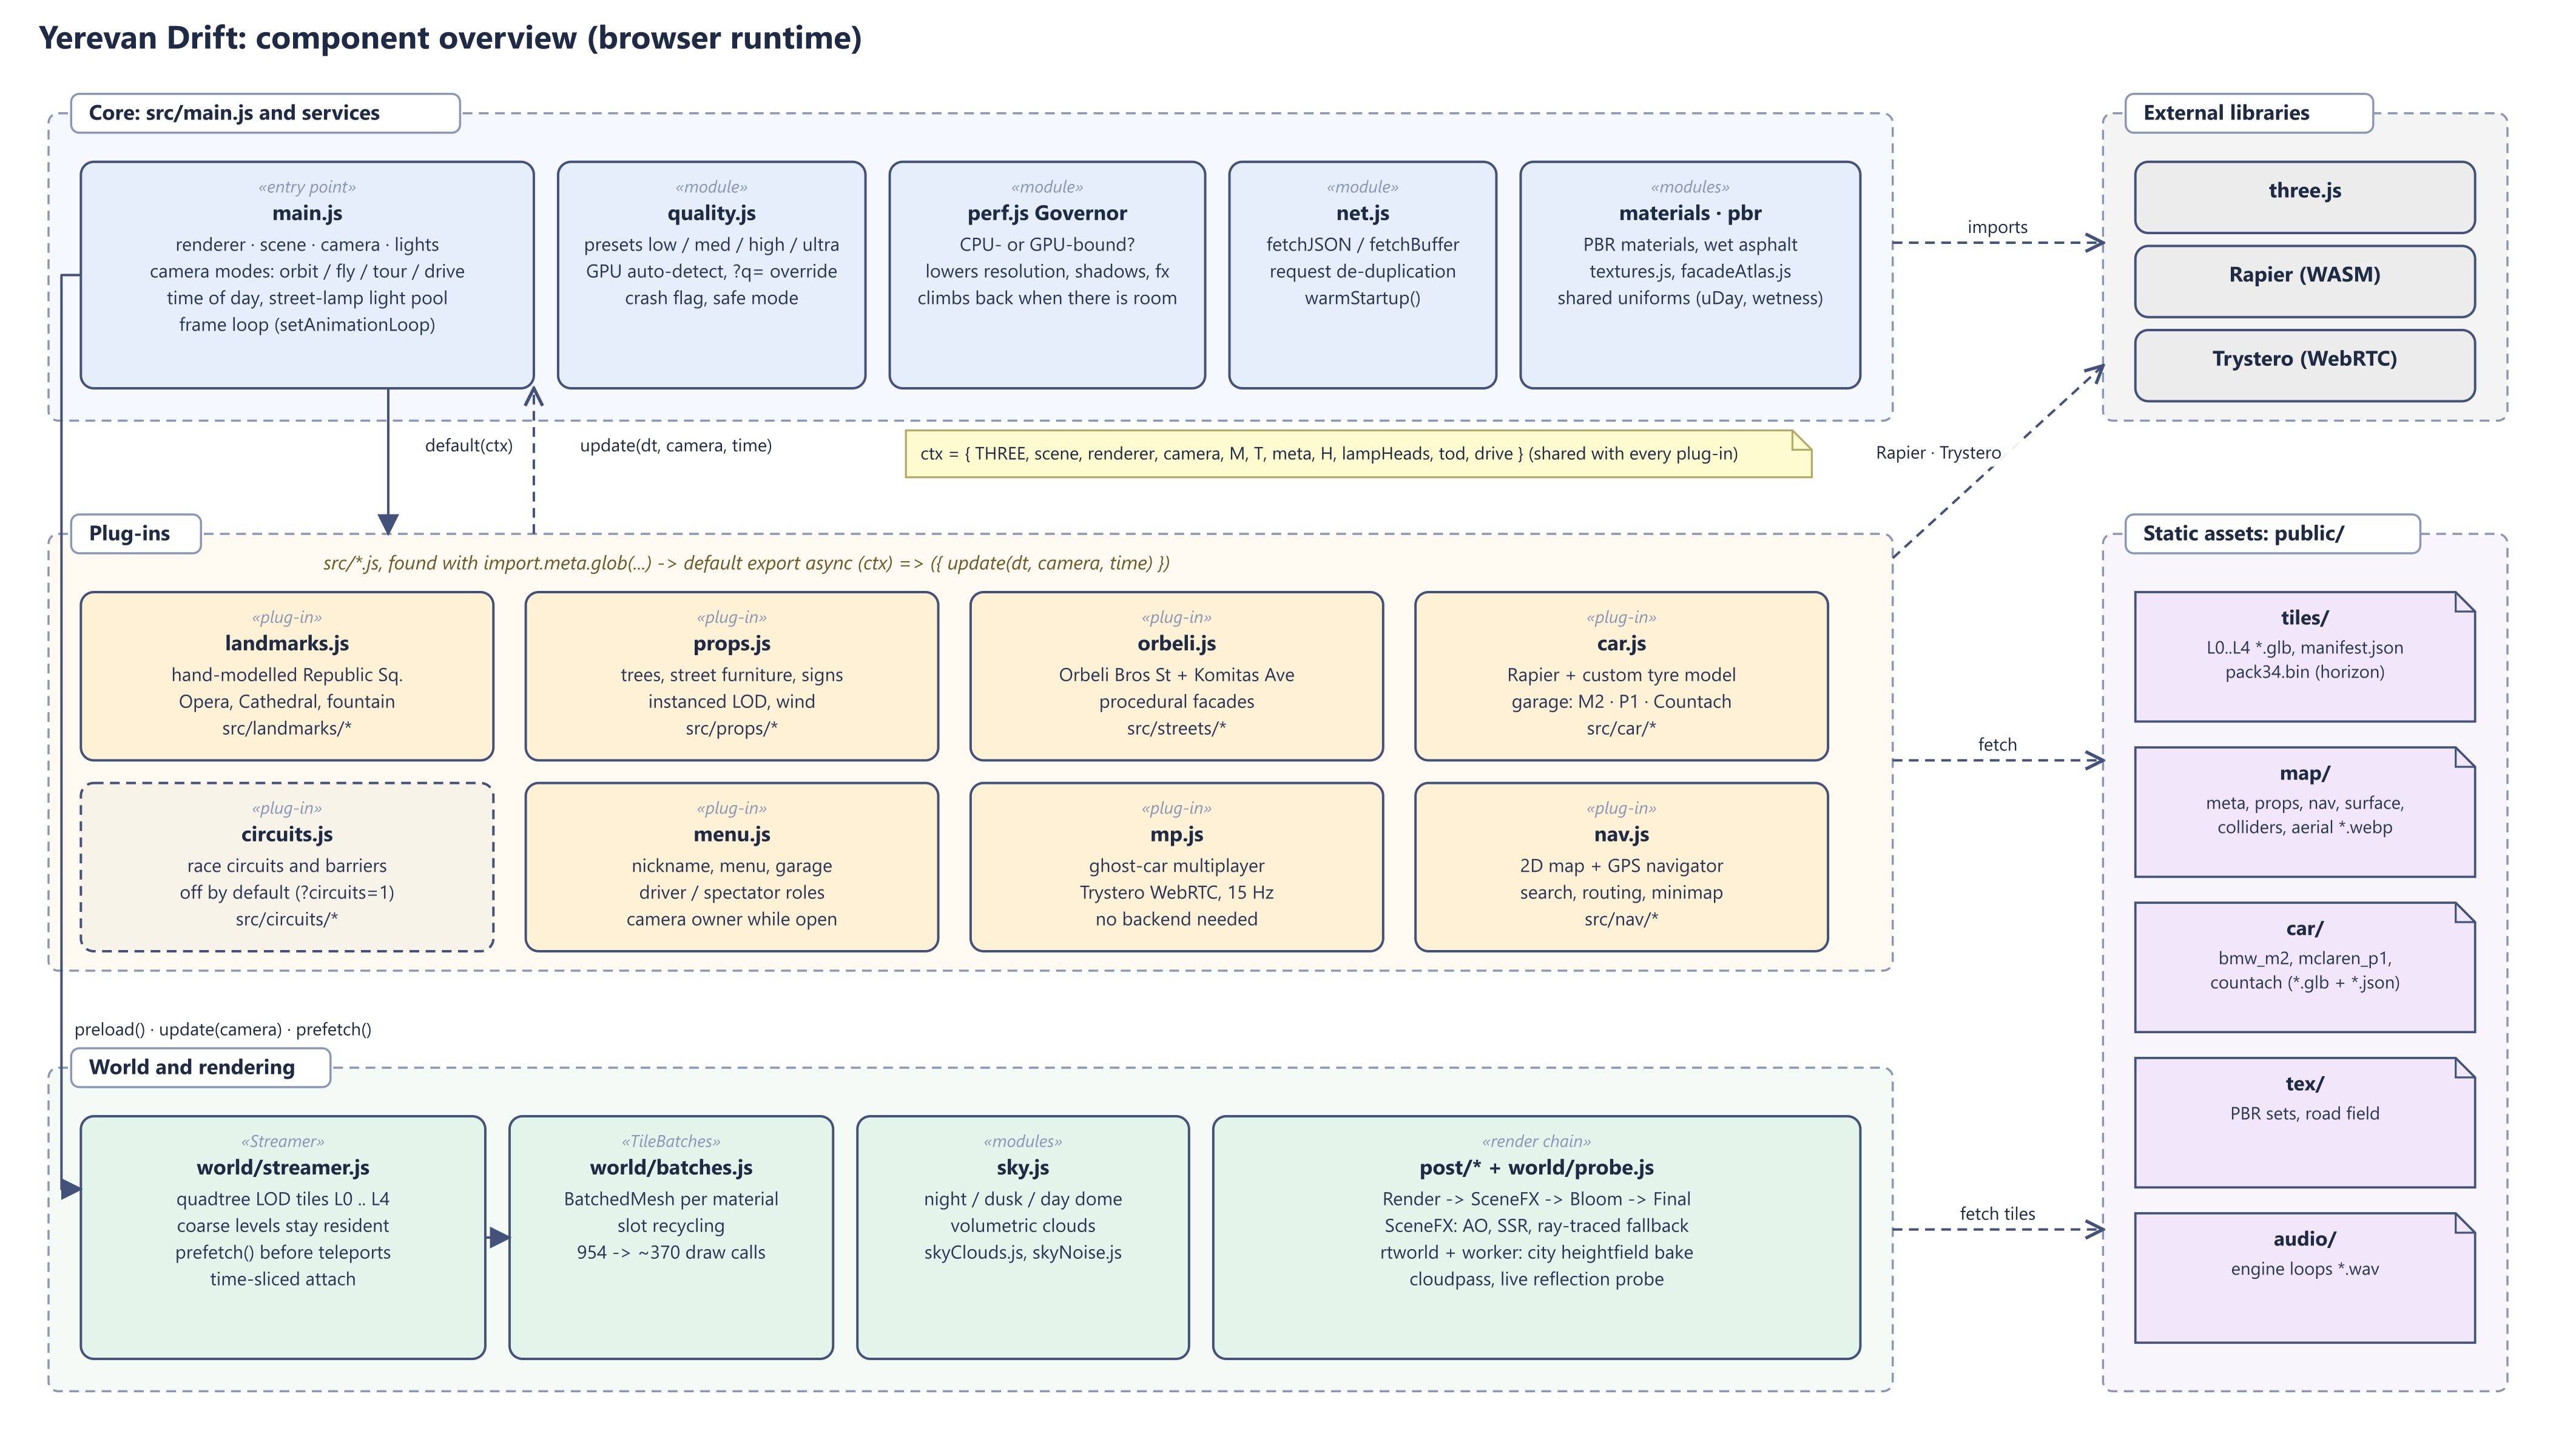 Yerevan Drift: component overview (browser runtime)
Core: src/main.js and services
«entry point»
main.js
renderer · scene · camera · lights
camera modes: orbit / fly / tour / drive
time of day, street-lamp light pool
frame loop (setAnimationLoop)
«module»
quality.js
presets low / med / high / ultra
GPU auto-detect, ?q= override
crash flag, safe mode
«module»
perf.js Governor
CPU- or GPU-bound?
lowers resolution, shadows, fx
climbs back when there is room
«module»
net.js
fetchJSON / fetchBuffer
request de-duplication
warmStartup()
«modules»
materials · pbr
PBR materials, wet asphalt
textures.js, facadeAtlas.js
shared uniforms (uDay, wetness)
imports
External libraries
three.js
Rapier (WASM)
Trystero (WebRTC)
default(ctx)
update(dt, camera, time)
ctx = { THREE, scene, renderer, camera, M, T, meta, H, lampHeads, tod, drive } (shared with every plug-in)
Rapier · Trystero
Plug-ins
src/*.js, found with import.meta.glob(...) -> default export async (ctx) => ({ update(dt, camera, time) })
«plug-in»
landmarks.js
hand-modelled Republic Sq.
Opera, Cathedral, fountain
src/landmarks/*
«plug-in»
props.js
trees, street furniture, signs
instanced LOD, wind
src/props/*
«plug-in»
orbeli.js
Orbeli Bros St + Komitas Ave
procedural facades
src/streets/*
«plug-in»
car.js
Rapier + custom tyre model
garage: M2 · P1 · Countach
src/car/*
«plug-in»
circuits.js
race circuits and barriers
off by default (?circuits=1)
src/circuits/*
«plug-in»
menu.js
nickname, menu, garage
driver / spectator roles
camera owner while open
«plug-in»
mp.js
ghost-car multiplayer
Trystero WebRTC, 15 Hz
no backend needed
«plug-in»
nav.js
2D map + GPS navigator
search, routing, minimap
src/nav/*
fetch
Static assets: public/
tiles/
L0..L4 *.glb, manifest.json
pack34.bin (horizon)
map/
meta, props, nav, surface,
colliders, aerial *.webp
car/
bmw_m2, mclaren_p1,
countach (*.glb + *.json)
tex/
PBR sets, road field
audio/
engine loops *.wav
preload() · update(camera) · prefetch()
World and rendering
«Streamer»
world/streamer.js
quadtree LOD tiles L0 .. L4
coarse levels stay resident
prefetch() before teleports
time-sliced attach
«TileBatches»
world/batches.js
BatchedMesh per material
slot recycling
954 -> ~370 draw calls
«modules»
sky.js
night / dusk / day dome
volumetric clouds
skyClouds.js, skyNoise.js
«render chain»
post/* + world/probe.js
Render -> SceneFX -> Bloom -> Final
SceneFX: AO, SSR, ray-traced fallback
rtworld + worker: city heightfield bake
cloudpass, live reflection probe
fetch tiles